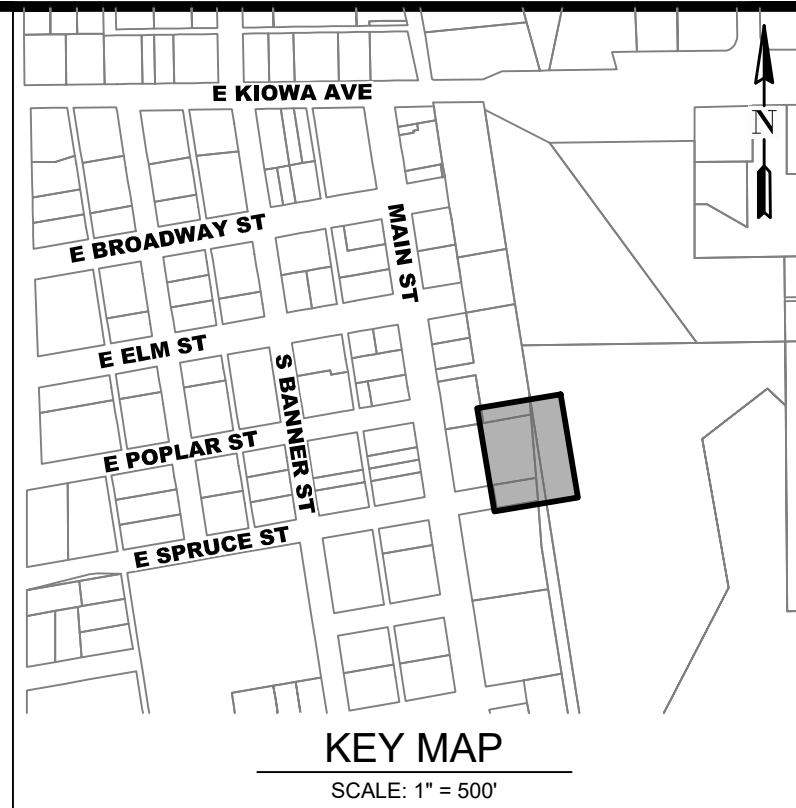 E KIOWA AVE
N
E BROADWAY ST
MAIN ST
E ELM ST
S BANNER ST
E POPLAR ST
E SPRUCE ST
KEY MAP
SCALE: 1" = 500'